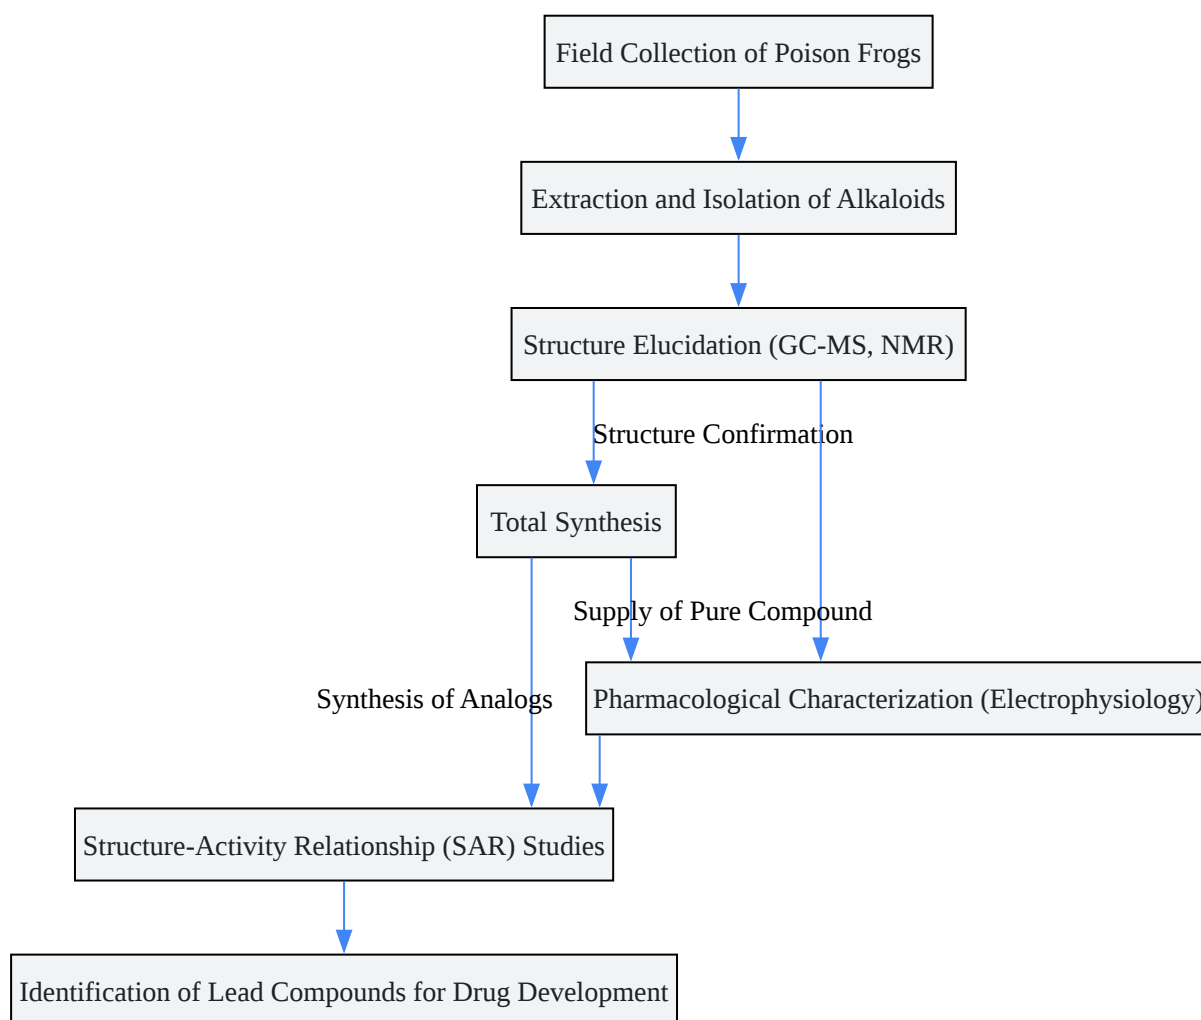 Field Collection of Poison Frogs
Extraction and Isolation of Alkaloids
Structure Elucidation (GC-MS, NMR)
Structure Confirmation
Total Synthesis
Supply of Pure Compound
Synthesis of Analogs
Pharmacological Characterization (Electrophysiology)
Structure-Activity Relationship (SAR) Studies
Identification of Lead Compounds for Drug Development